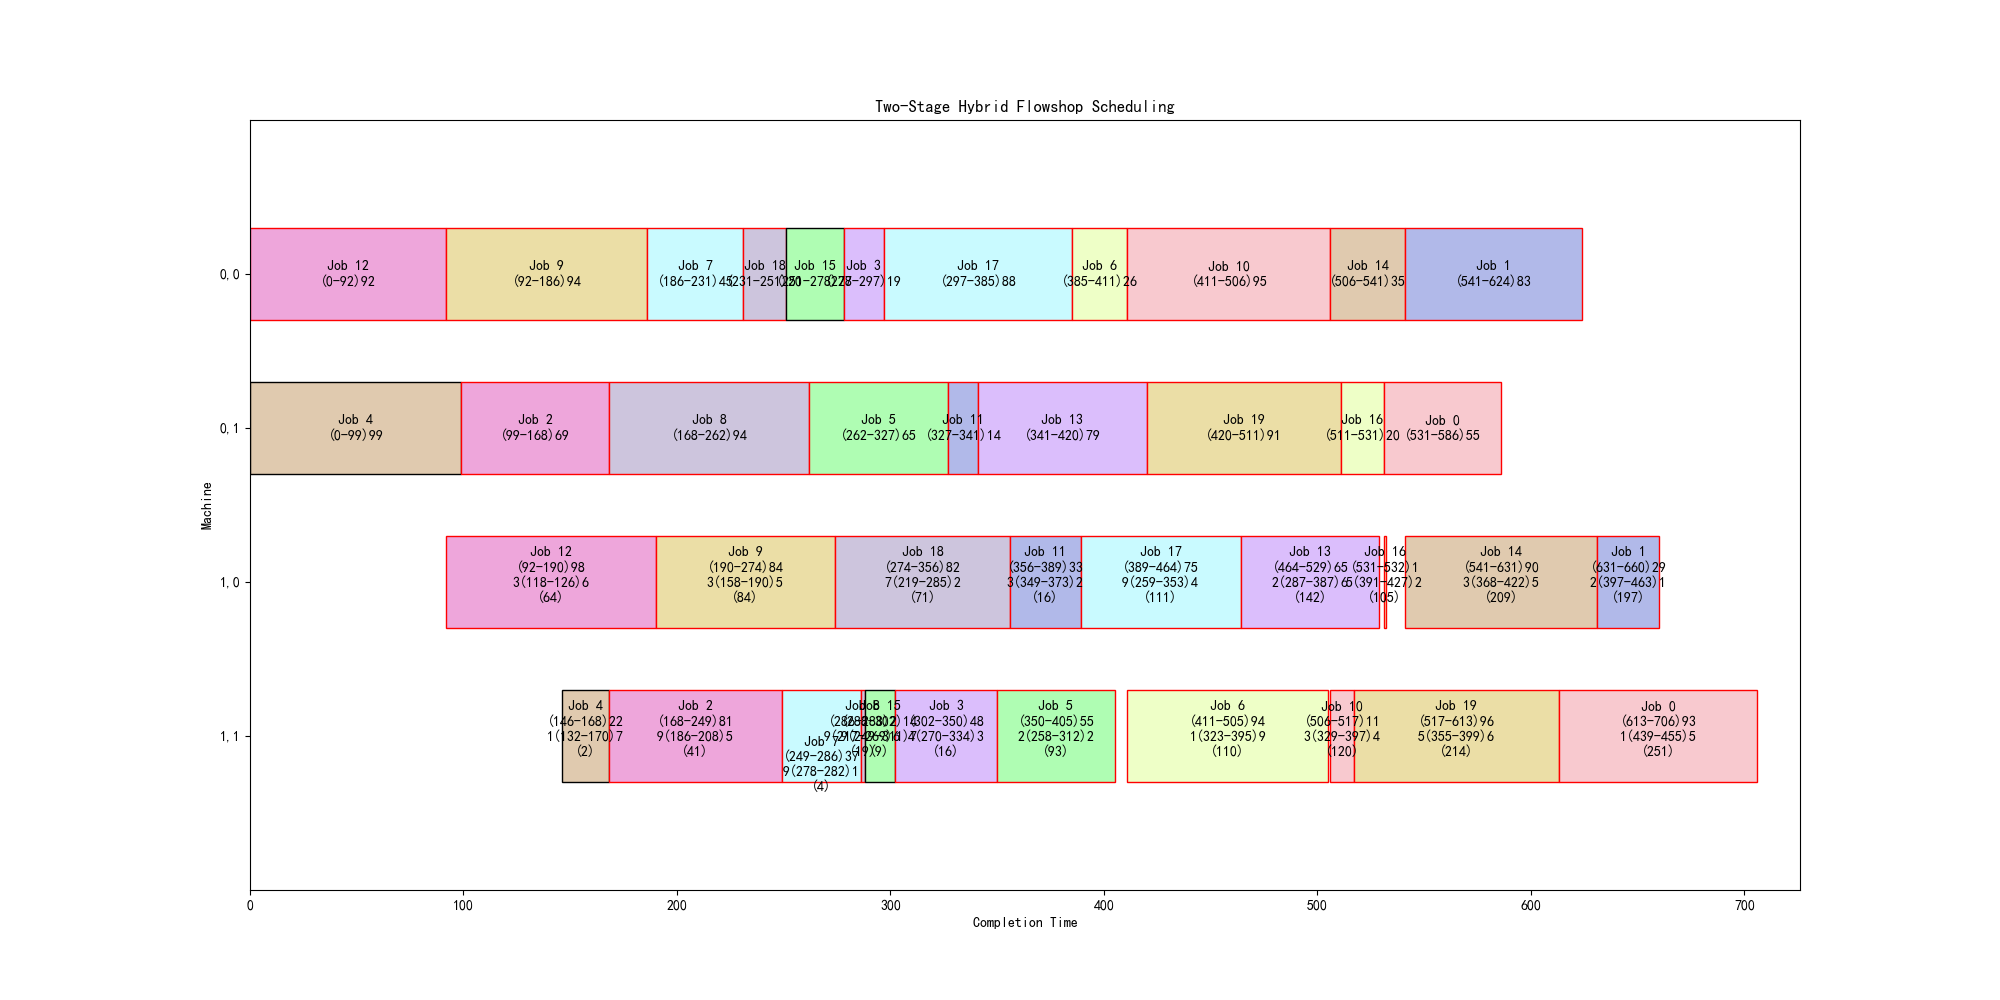 Two-Stage Hybrid Flowshop Scheduling
0,0
Job 12
(0-92)92
Job 9
(92-186)94
Job 7
(186-231)45
Job 18
(231-251)20
Job 15
(251-278)27
Job 3
(278-297)19
Job 17
(297-385)88
Job 6
(385-411)26
Job 10
(411-506)95
Job 14
(506-541)35
Job 1
(541-624)83
0,1
Job 4
(0-99)99
Job 2
(99-168)69
Job 8
(168-262)94
Job 5
(262-327)65
Job 11
(327-341)14
Job 13
(341-420)79
Job 19
(420-511)91
Job 16
(511-531)20
Job 0
(531-586)55
Machine
1,0
Job 12
(92-190)98
3(118-126)6
(64)
Job 9
(190-274)84
3(158-190)5
(84)
Job 18
(274-356)82
7(219-285)2
(71)
Job 11
(356-389)33
3(349-373)2
(16)
Job 17
(389-464)75
9(259-353)4
(111)
Job 13
(464-529)65
2(287-387)6
(142)
Job 16
(531-532)1
5(391-427)2
(105)
Job 14
(541-631)90
3(368-422)5
(209)
Job 1
(631-660)29
2(397-463)1
(197)
1,1
Job 4
(146-168)22
1(132-170)7
(2)
Job 2
(168-249)81
9(186-208)5
(41)
Job 7
(249-286)37
9(278-282)1
(4)
Job 8
(286-288)2
Job 15
(288-302)14
(9)
Job 3
(302-350)48
(270-334)3
(16)
Job 5
(350-405)55
2(258-312)2
(93)
Job 6
(411-505)94
1(323-395)9
(110)
Job 10
(506-517)11
3(329-397)4
(120)
Job 19
(517-613)96
5(355-399)6
(214)
Job 0
(613-706)93
1(439-455)5
(251)
0
100
200
300
400
500
600
700
Completion Time